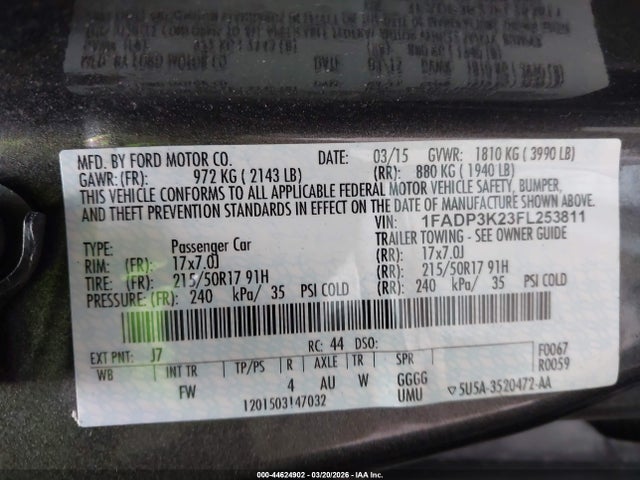 MFD. BY FORD MOTOR CO. DATE: 03/15 GVWR: 1810 KG ( 3990 LB)
GAWR: (FR): 972 KG ( 2143 LB) (RR): 880 KG ( 1940 LB)
THIS VEHICLE CONFORMS TO ALL APPLICABLE FEDERAL MOTOR VEHICLE SAFETY, BUMPER,
AND THEFT PREVENTION STANDARDS IN EFFECT ON THE DATE OF MANUFACTURE SHOWN ABOVE.
VIN: 1FADP3K23FL253811
TYPE: Passenger Car TRAILER TOWING - SEE OWNER GUIDE
RIM: (FR): 17x7.0J (RR): 17x7.0J
TIRE: (FR): 215/50R17 91H (RR): 215/50R17 91H
PRESSURE: (FR): 240 kPa/ 35 PSI COLD (RR): 240 kPa/ 35 PSI COLD
EXT PNT: J7 RC: 44 DSO: F0067
WB INT TR TP/PS R AXLE TR SPR R0059
FW 4 AU W GGGG
UMU 5U5A-3520472-AA
1201503147032
000-44624902 | 03/20/2026 | IAA Inc.